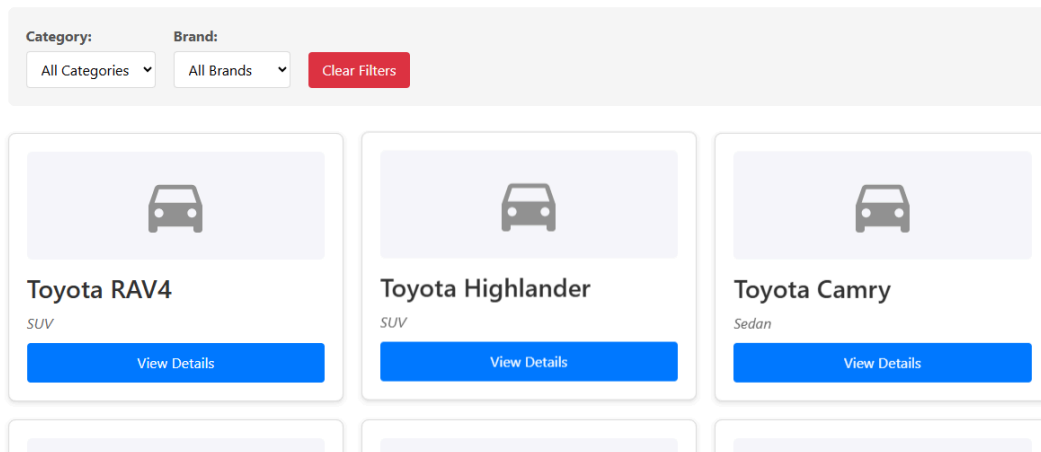 Category: Brand:
All Categories All Brands Clear Filters
Toyota RAV4
SUV
View Details
Toyota Highlander
SUV
View Details
Toyota Camry
Sedan
View Details